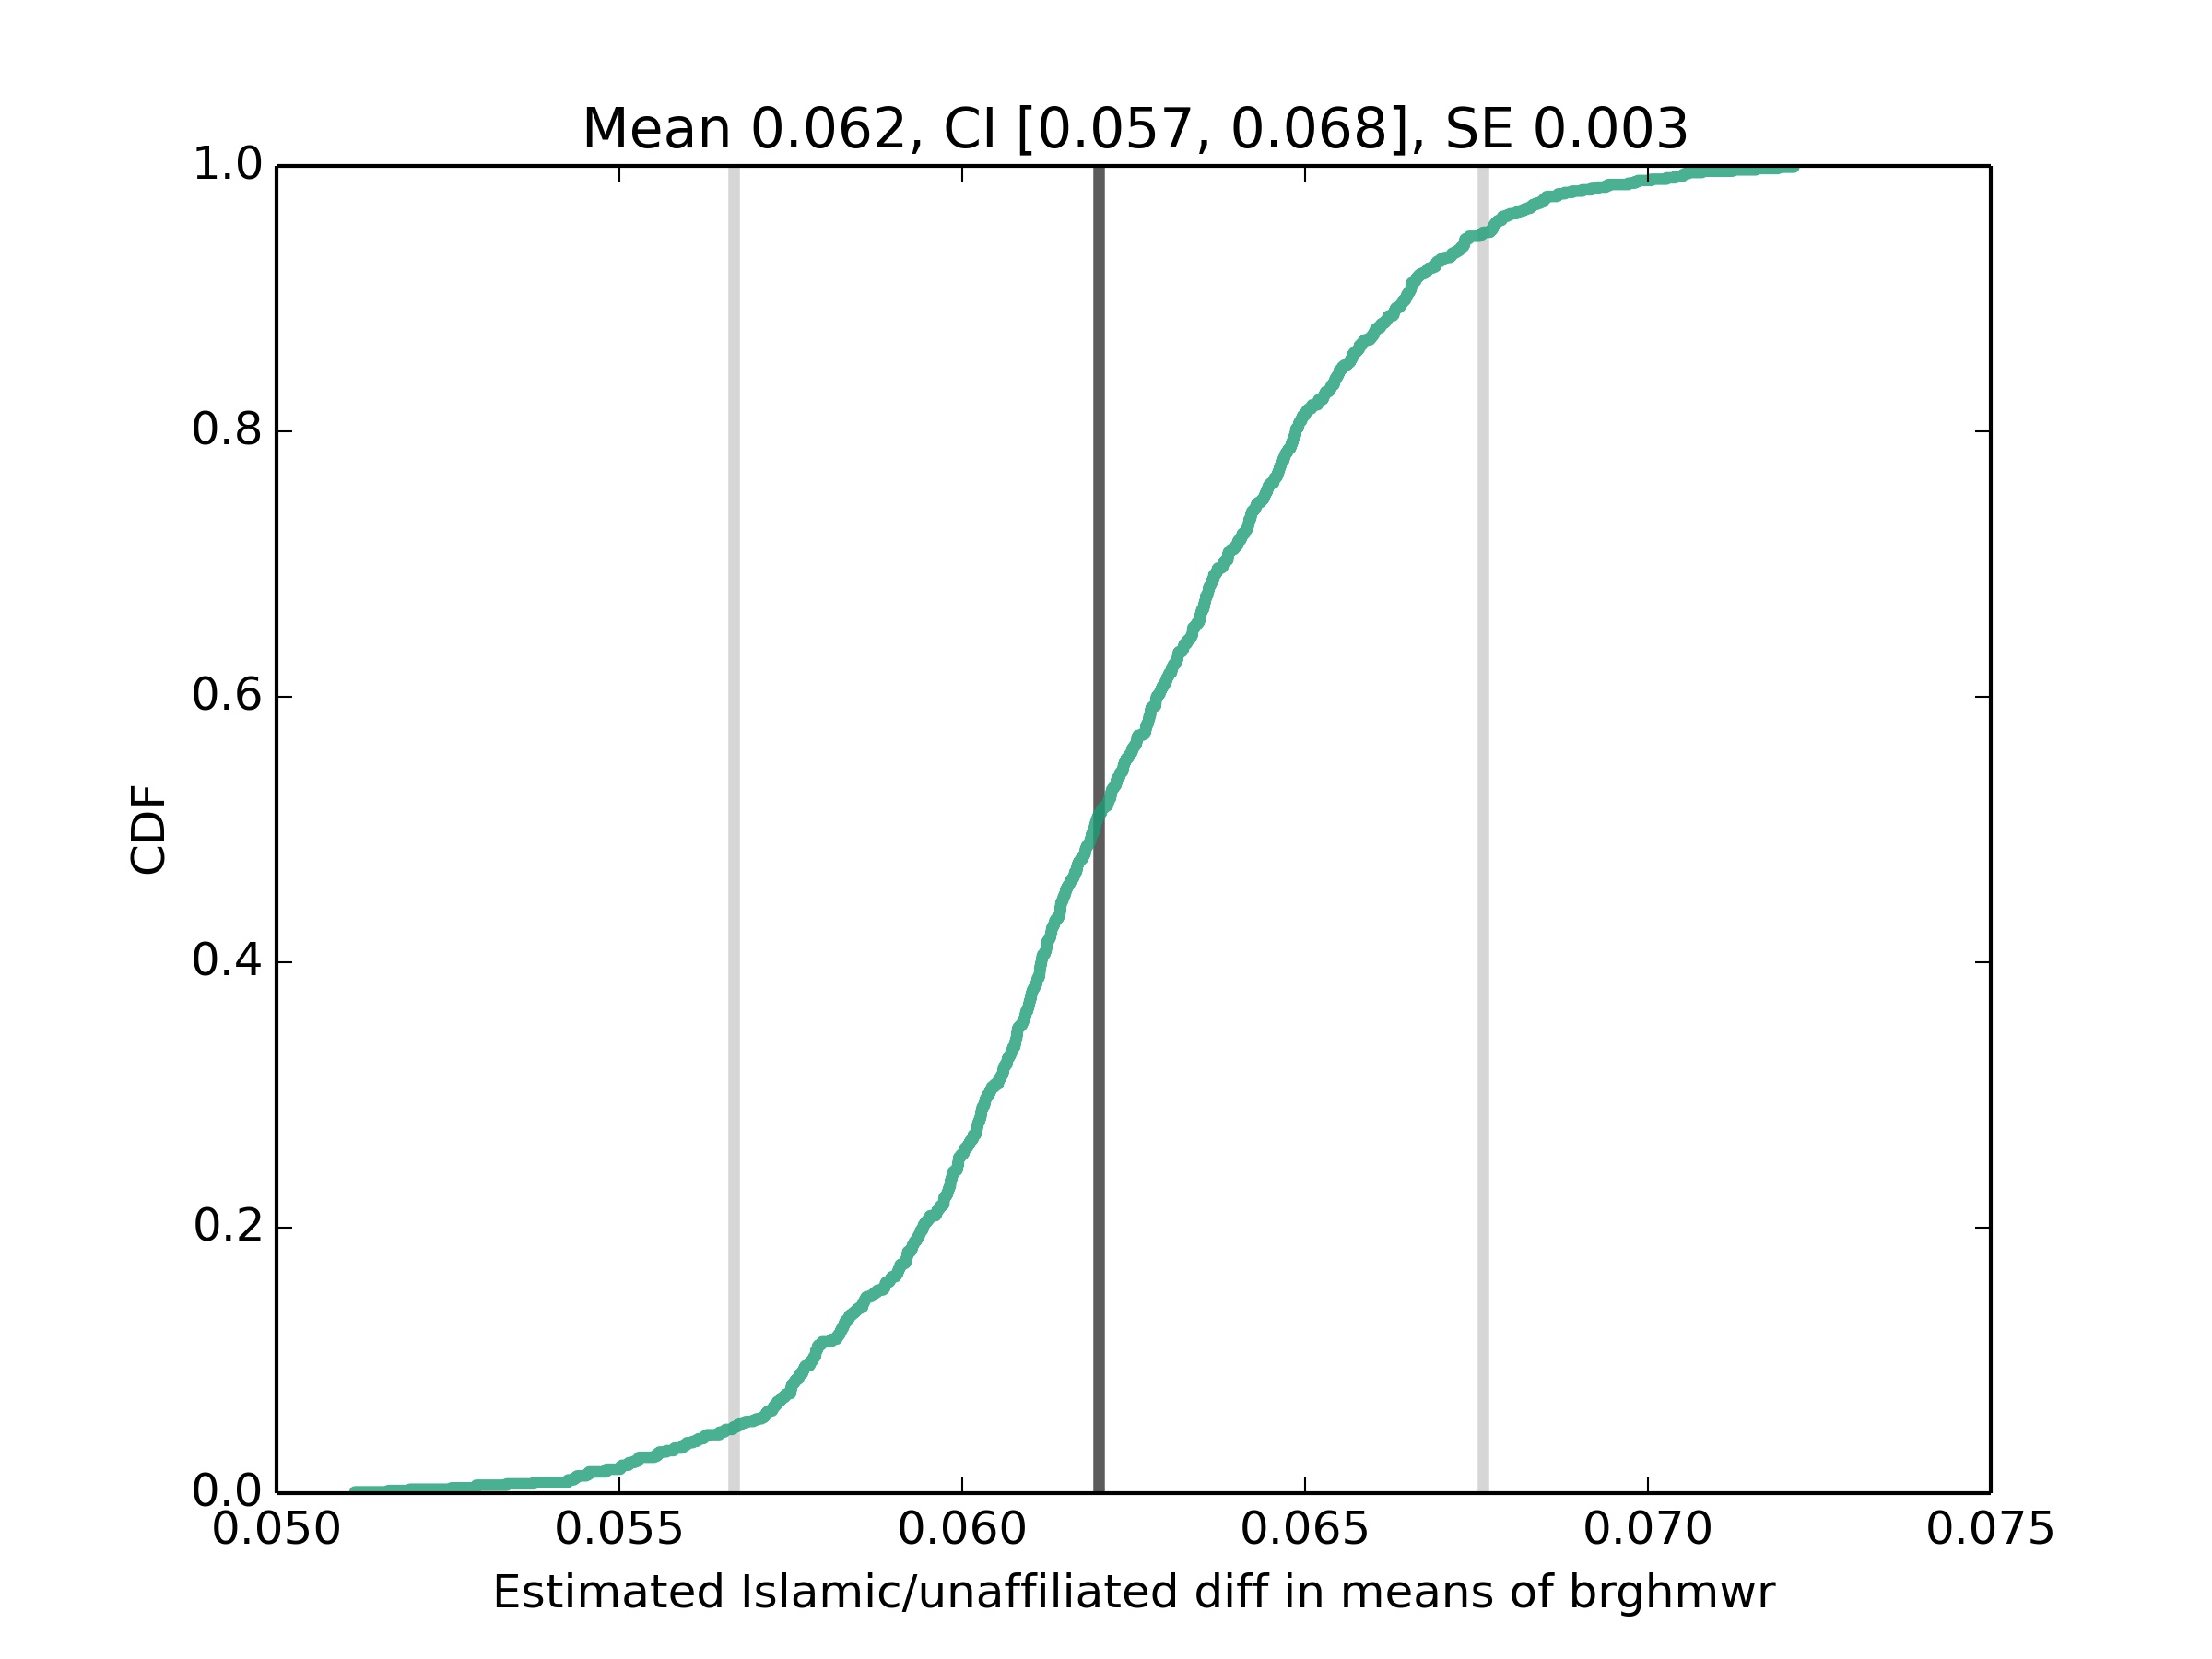 Mean 0.062, CI [0.057, 0.068], SE 0.003
1.0
0.8
0.6
0.4
0.2
0.0
CDF
0.050 0.055 0.060 0.065 0.070 0.075
Estimated Islamic/unaffiliated diff in means of brghmwr